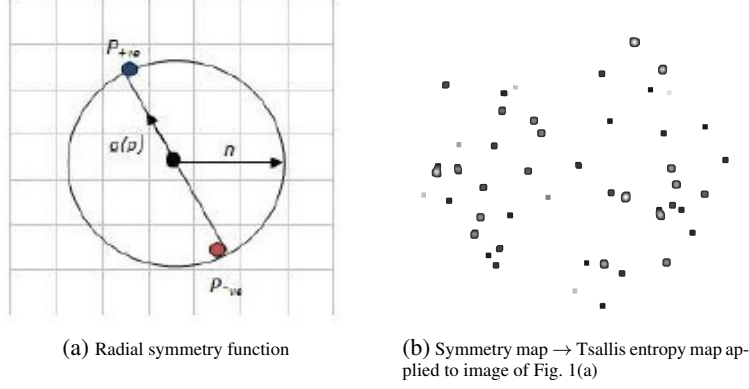 P+ve
g(p)
n
P-ve
(a) Radial symmetry function
(b) Symmetry map → Tsallis entropy map ap-
plied to image of Fig. 1(a)